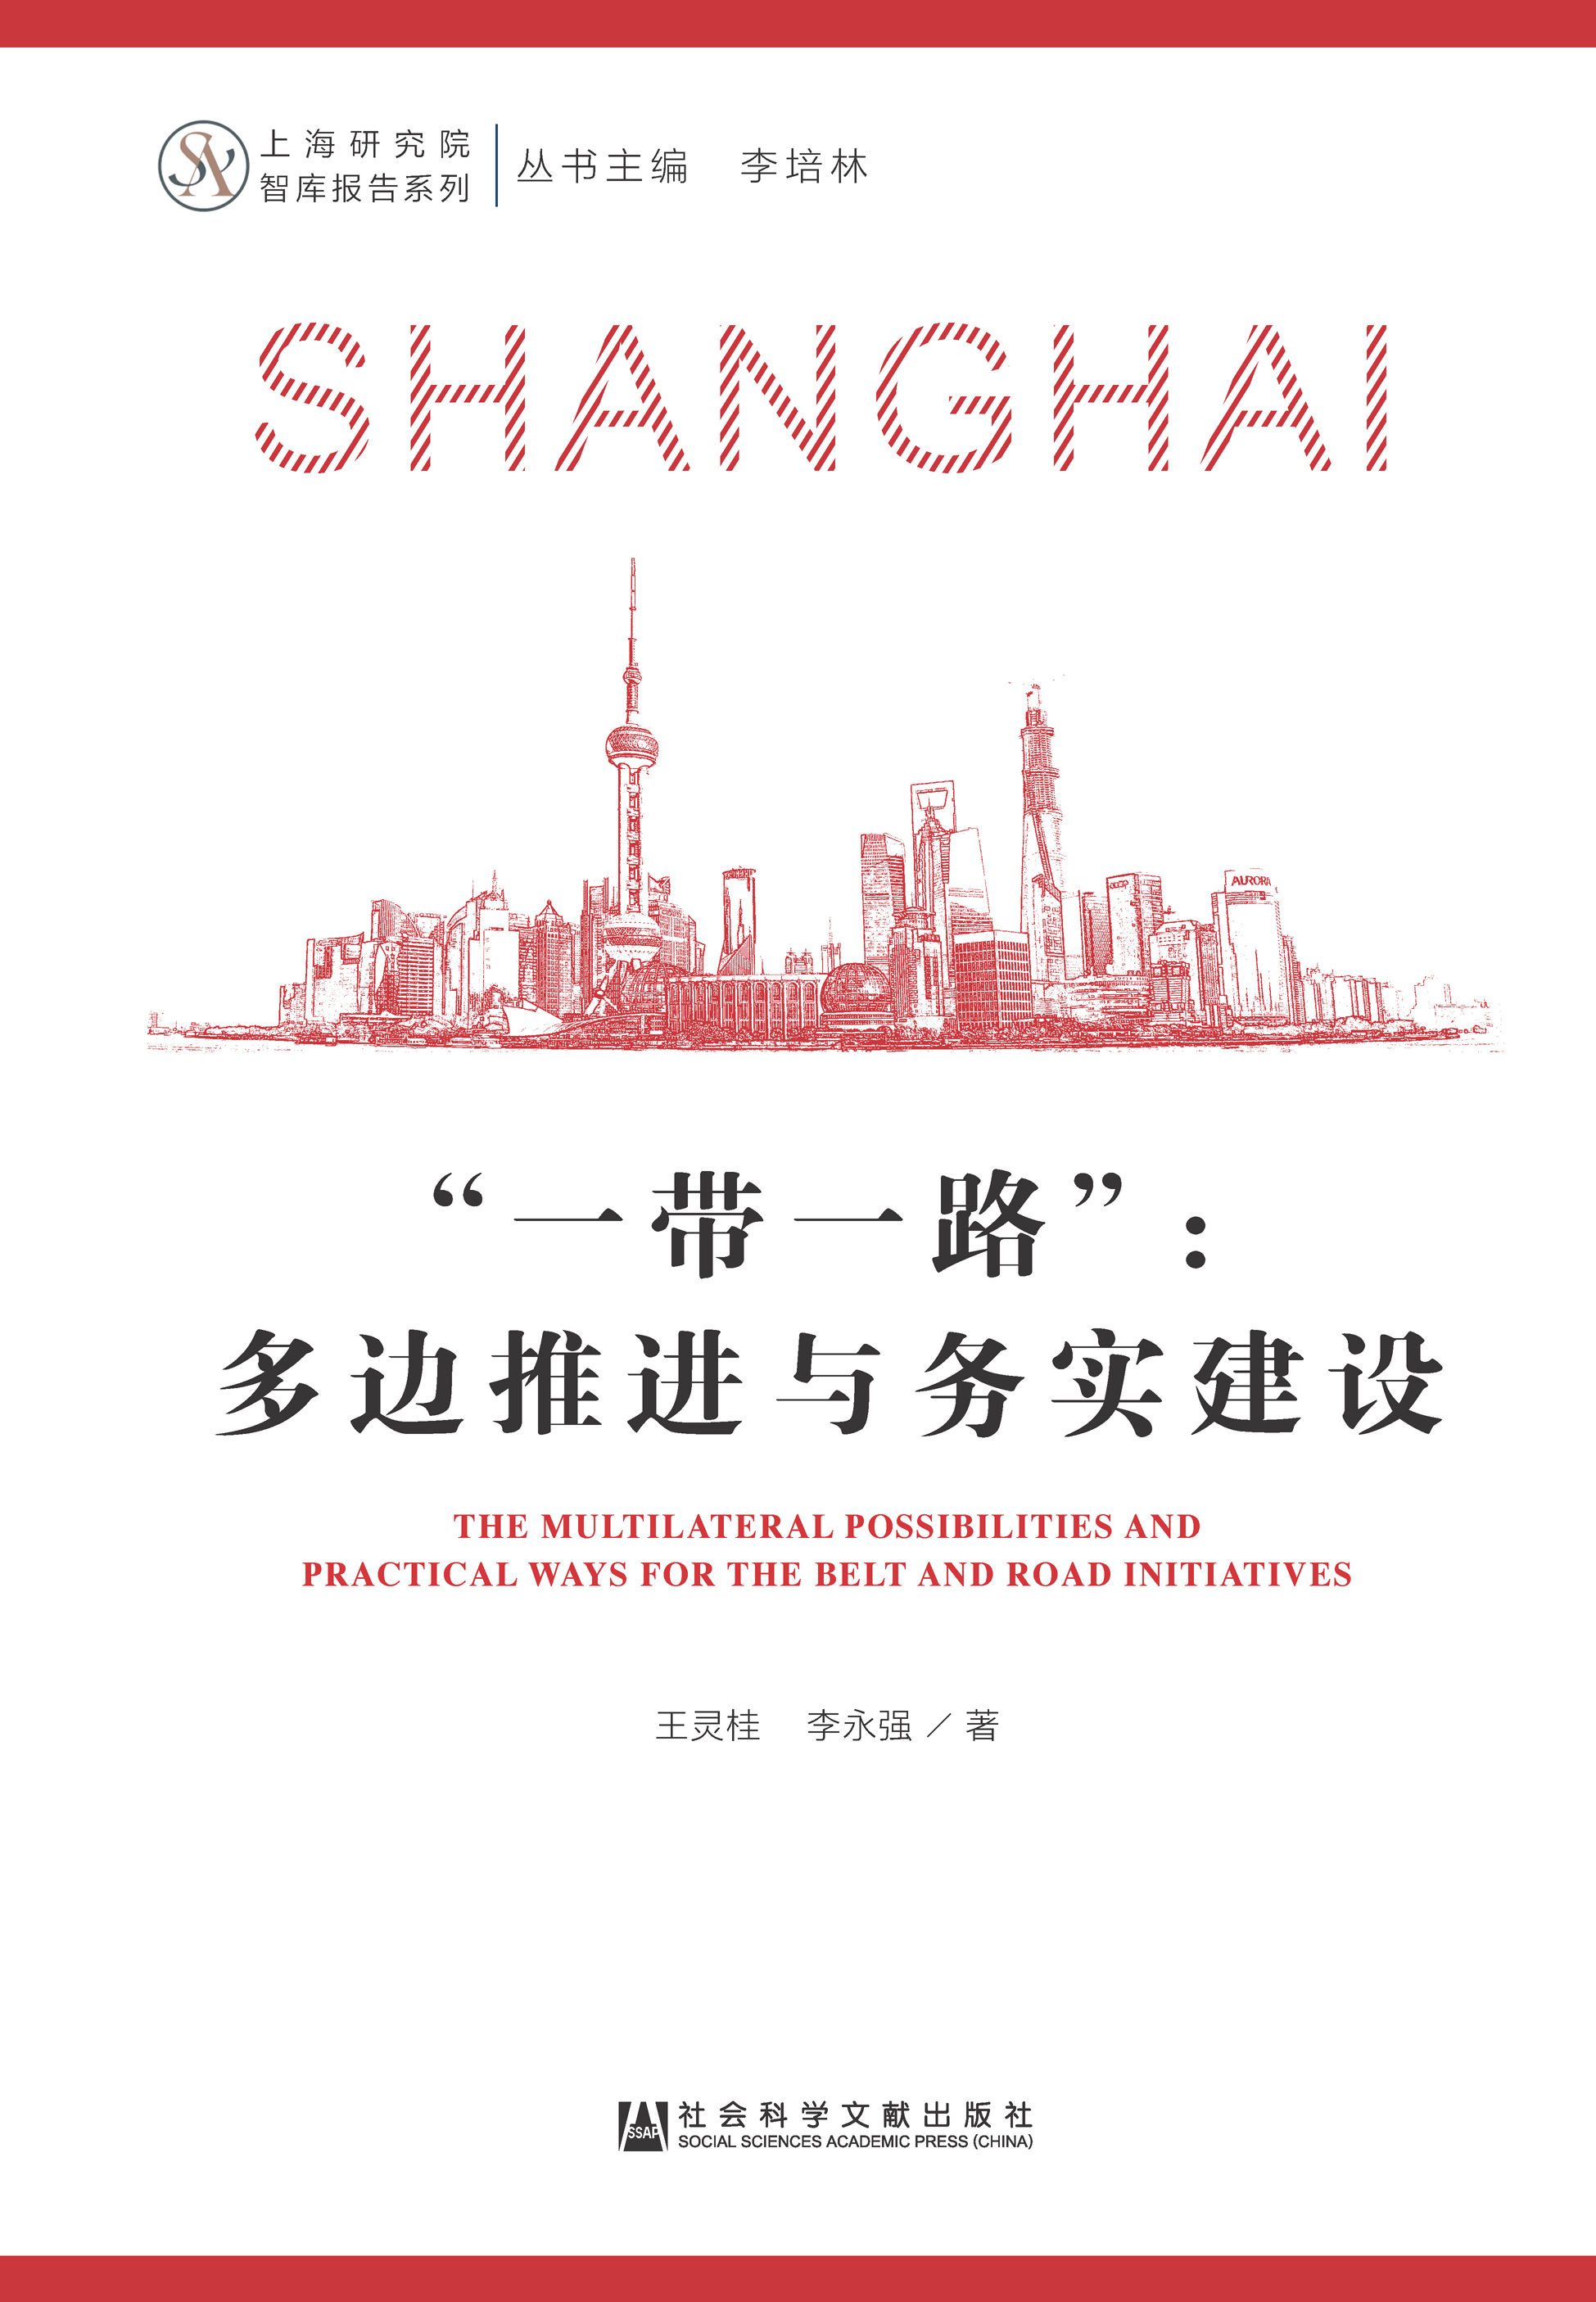 上海研究院
智库报告系列
丛书主编 李培林
SHANGHAI
AURORA
“一带一路”:
多边推进与务实建设
THE MULTILATERAL POSSIBILITIES AND
PRACTICAL WAYS FOR THE BELT AND ROAD INITIATIVES
王灵桂 李永强 / 著
SSAP
社会科学文献出版社
SOCIAL SCIENCES ACADEMIC PRESS (CHINA)